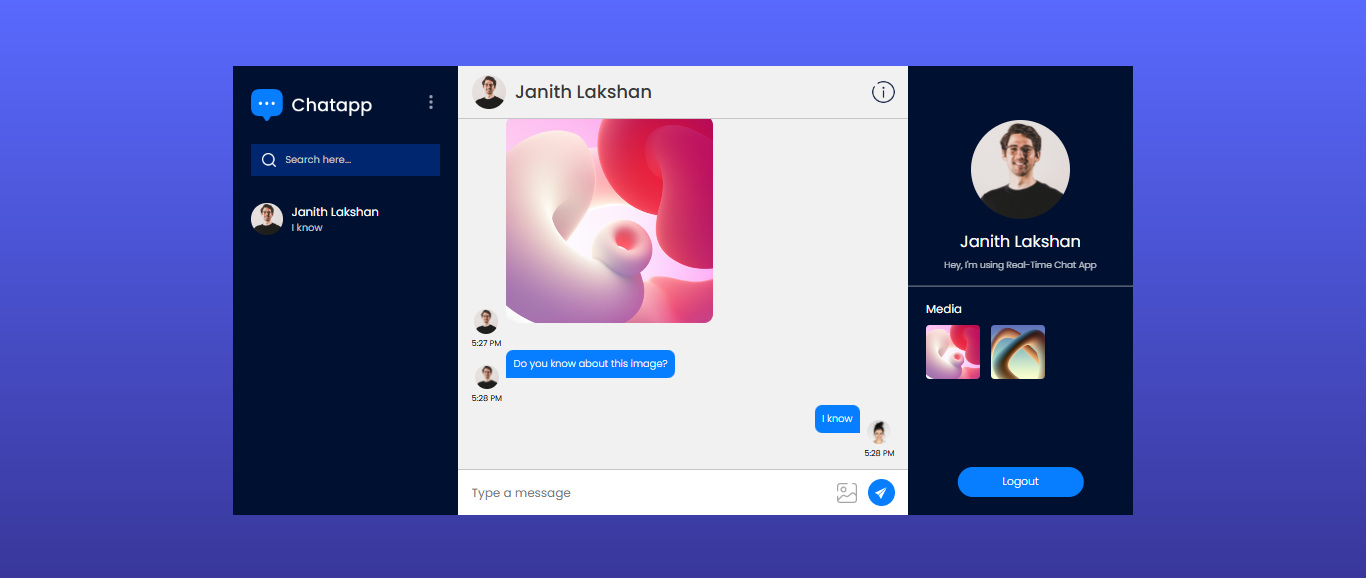 Chatapp
Search here...
Janith Lakshan
I know
Janith Lakshan
5:27 PM
Do you know about this image?
5:28 PM
I know
5:28 PM
Type a message
Janith Lakshan
Hey, I'm using Real-Time Chat App
Media
Logout